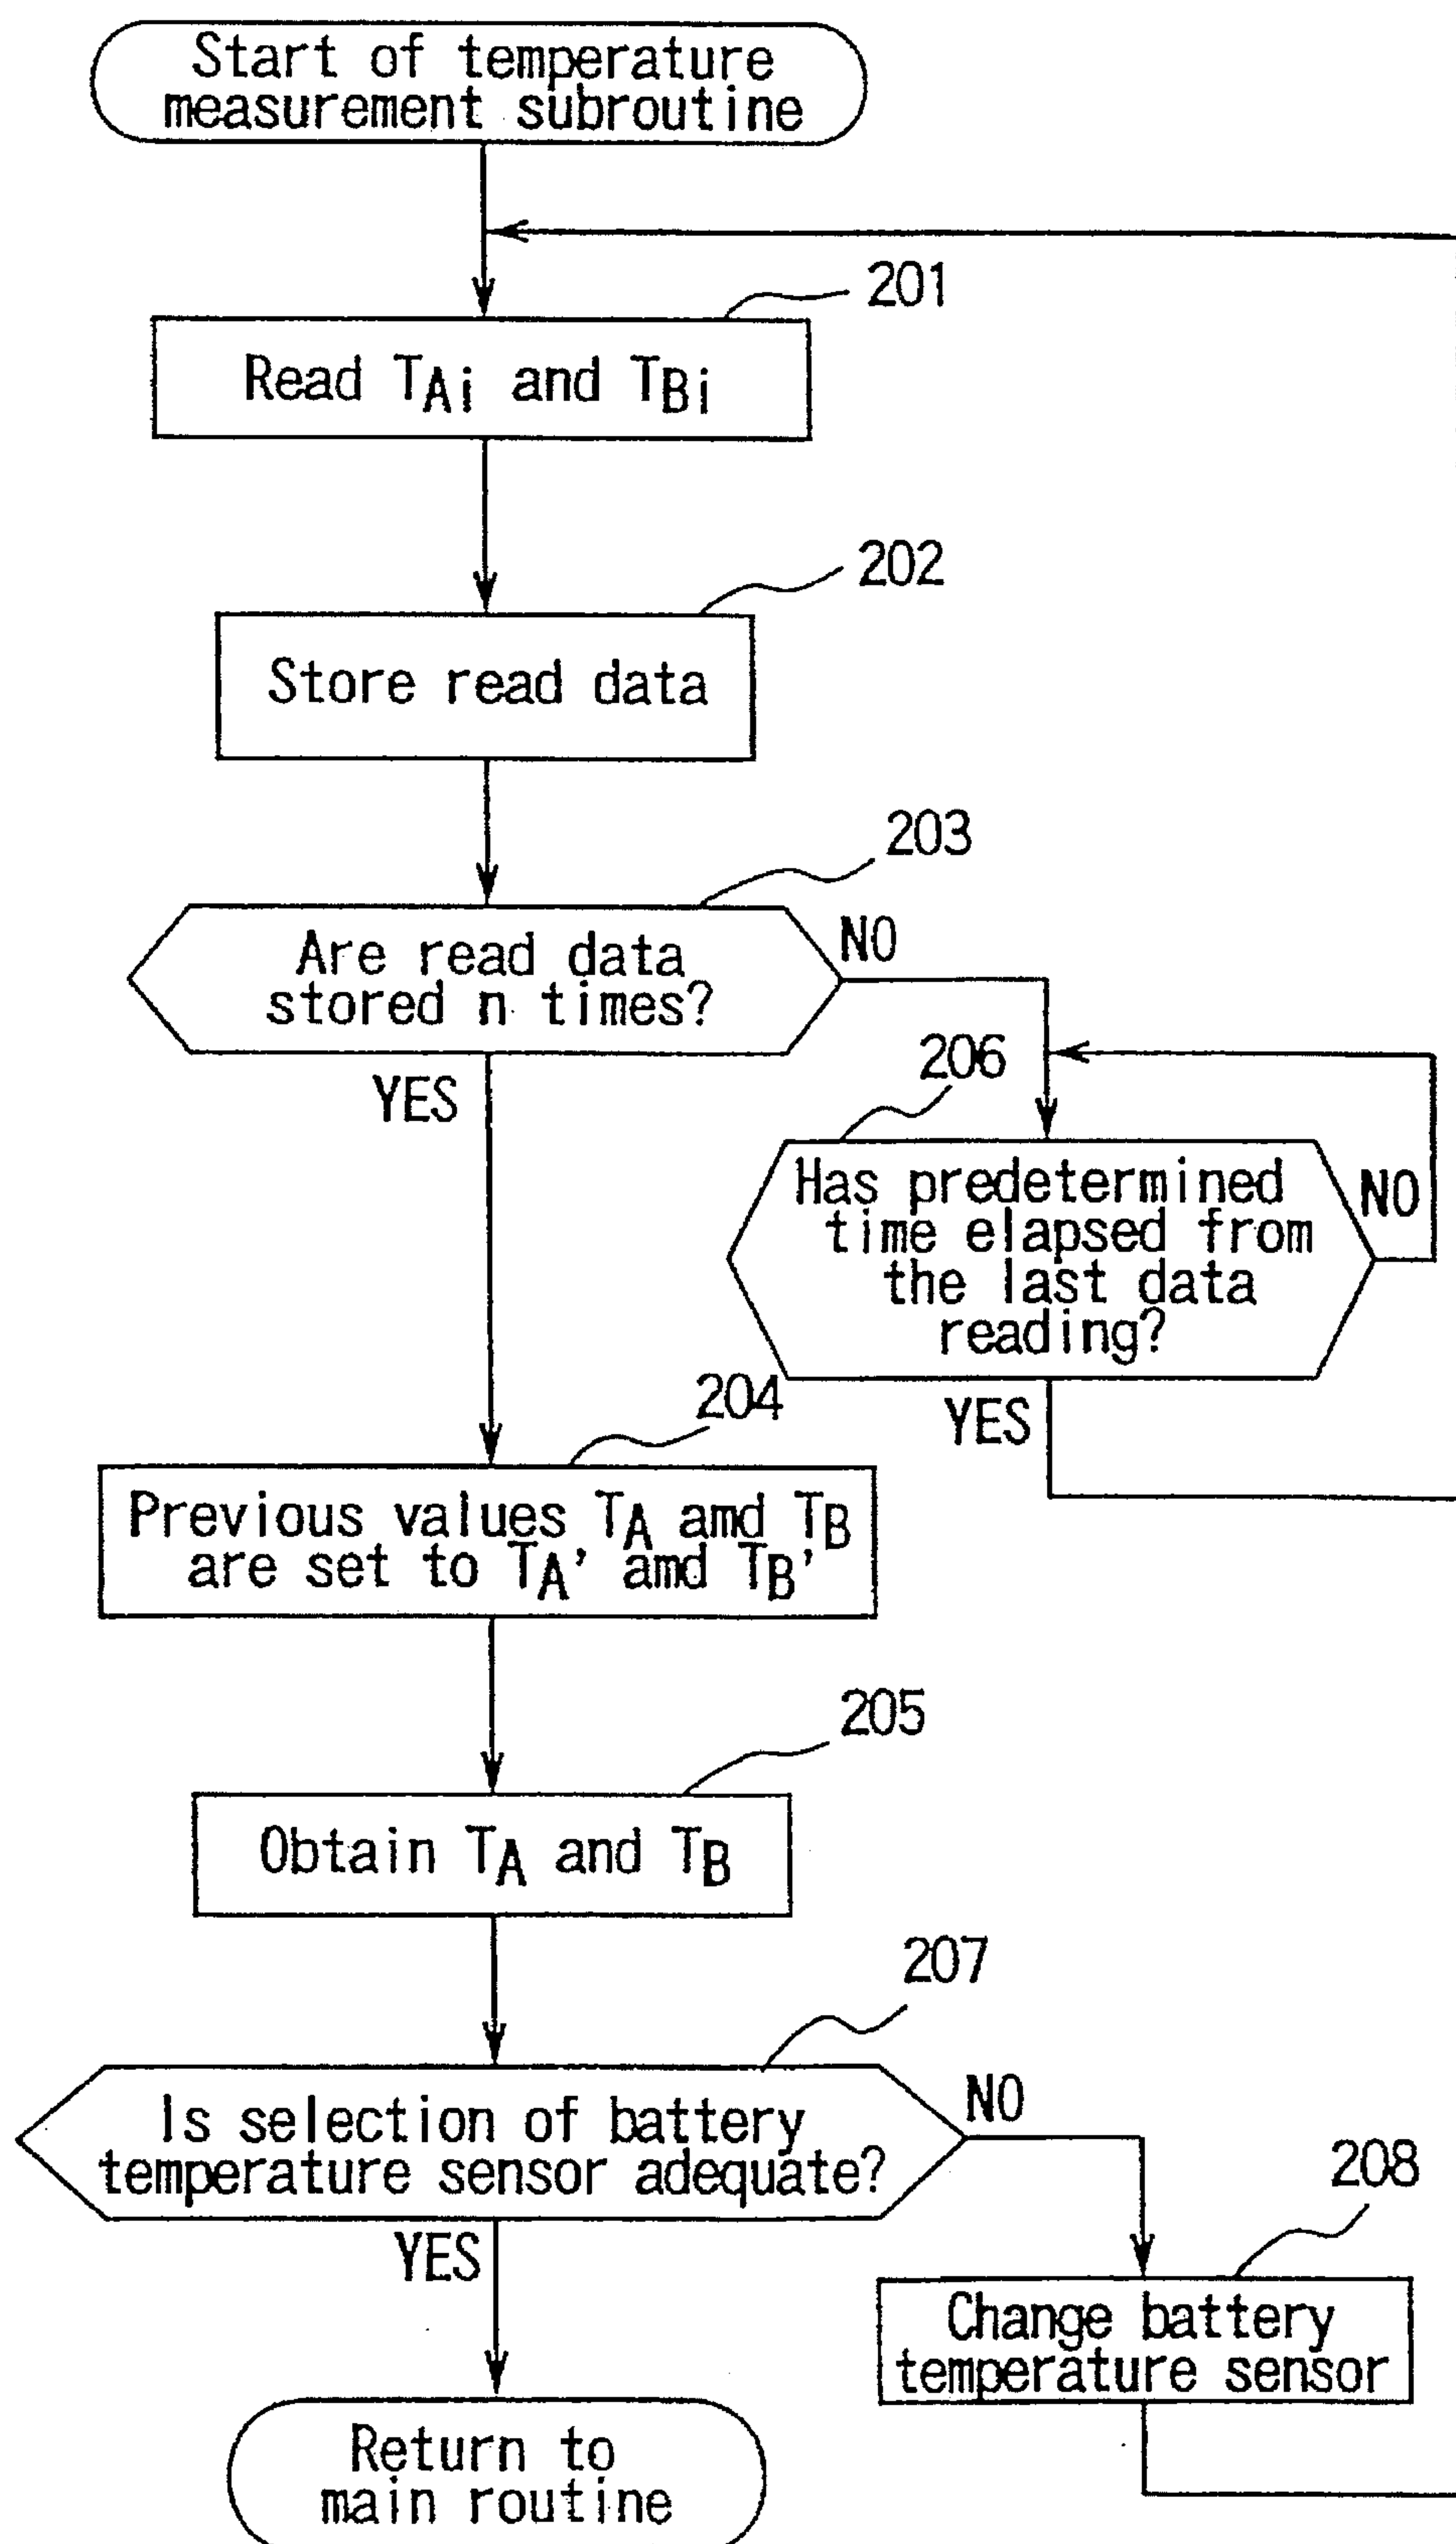 Start of temperature
measurement subroutine
201
Read TAi and TBi
202
Store read data
203
Are read data
stored n times?
NO
YES
206
Has predetermined
time elapsed from
the last data
reading?
NO
YES
204
Previous values TA amd TB
are set to TA' amd TB'
205
Obtain TA and TB
207
Is selection of battery
temperature sensor adequate?
NO
YES
208
Change battery
temperature sensor
Return to
main routine